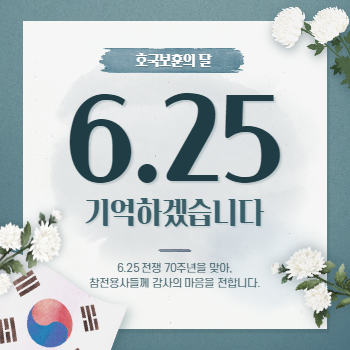 호국보훈의 달
6.25
기억하겠습니다
6.25 전쟁 70주년을 맞아,
참전용사들께 감사의 마음을 전합니다.